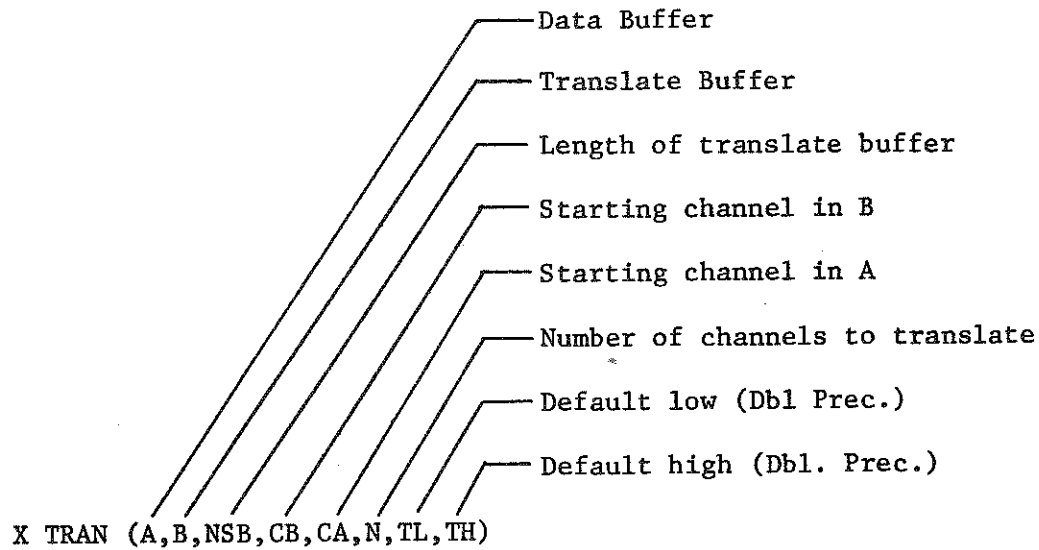 Data Buffer
Translate Buffer
Length of translate buffer
Starting channel in B
Starting channel in A
Number of channels to translate
Default low (Dbl Prec.)
Default high (Dbl. Prec.)
X TRAN (A,B,NSB,CB,CA,N,TL,TH)